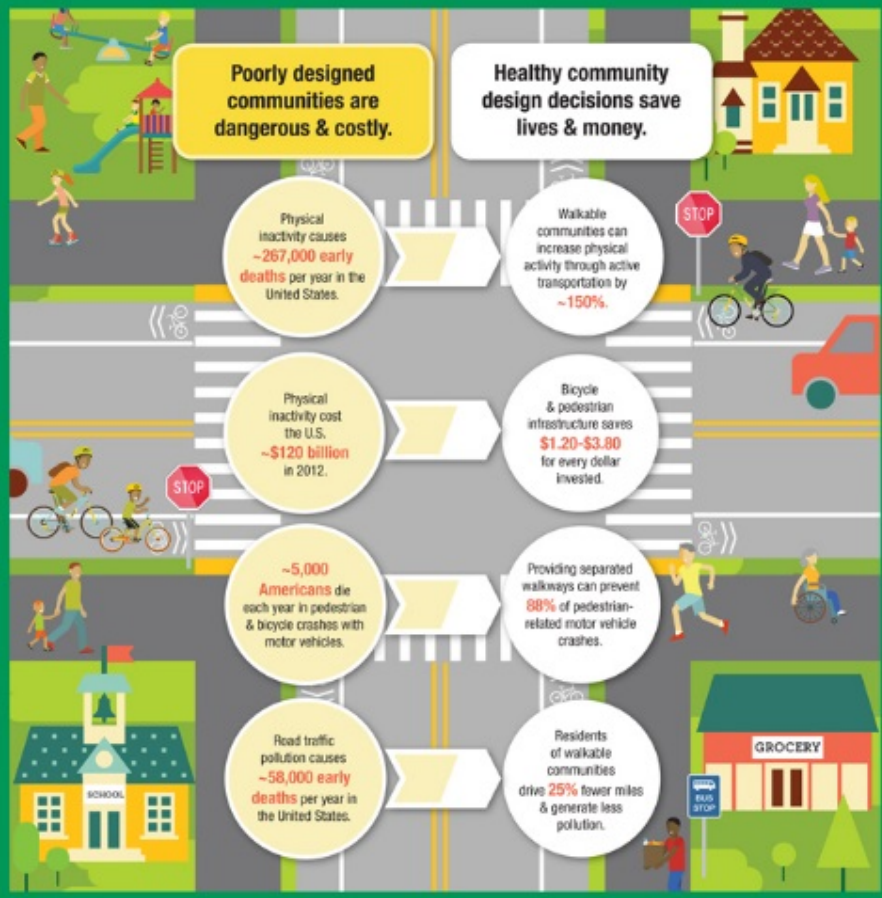 Poorly designed
communities are
dangerous & costly.
Healthy community
design decisions save
lives & money.
Physical
inactivity causes
~267,000 early
deaths per year in the
United States.
Walkable
communities can
increase physical
activity through active
transportation by
~150%.
STOP
Physical
inactivity cost
the U.S.
~$120 billion
in 2012.
Bicycle
& pedestrian
infrastructure saves
$1.20-$3.80
for every dollar
invested.
STOP
~5,000
Americans die
each year in pedestrian
& bicycle crashes with
motor vehicles.
Providing separated
walkways can prevent
88% of pedestrian-
related motor vehicle
crashes.
Road traffic
pollution causes
~58,000 early
deaths per year in
the United States.
Residents
of walkable
communities
drive 25% fewer miles
& generate less
pollution.
SCHOOL
GROCERY
BUS
STOP